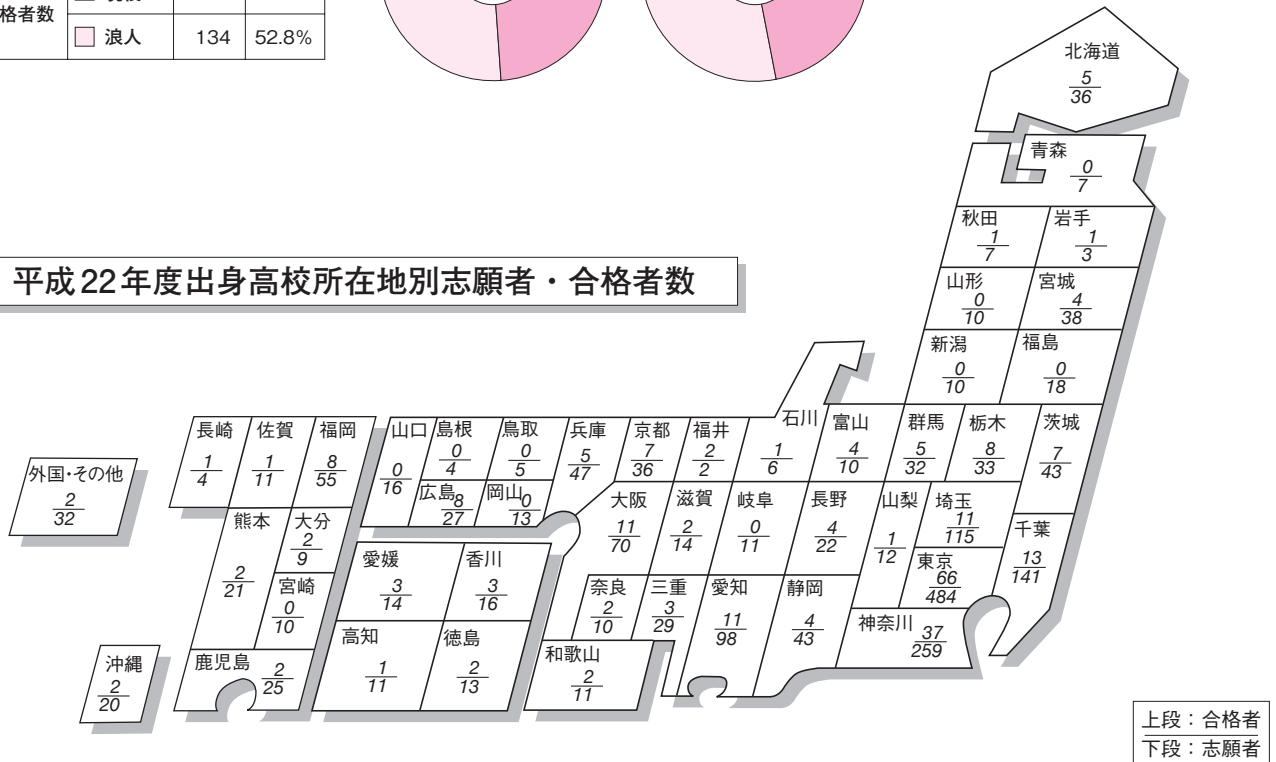 格者数
浪人 134 52.8%
平成22年度出身高校所在地別志願者・合格者数
北海道
5
36
青森
0
7
秋田
1
7
岩手
1
3
山形
0
10
宮城
4
38
新潟
0
10
福島
0
18
長崎
1
4
佐賀
1
11
福岡
8
55
山口
0
16
島根
0
4
鳥取
0
5
兵庫
5
47
京都
7
36
福井
2
2
石川
1
6
富山
4
10
群馬
5
32
栃木
8
33
茨城
7
43
外国・その他
2
32
広島
8
27
岡山
0
13
大阪
11
70
滋賀
2
14
岐阜
0
11
長野
4
22
山梨
1
12
埼玉
11
115
千葉
13
141
熊本
2
21
大分
2
9
宮崎
0
10
愛媛
3
14
香川
3
16
奈良
2
10
三重
3
29
愛知
11
98
静岡
4
43
東京
66
484
神奈川
37
259
沖縄
2
20
鹿児島
2
25
高知
1
11
徳島
2
13
和歌山
2
11
上段：合格者
下段：志願者